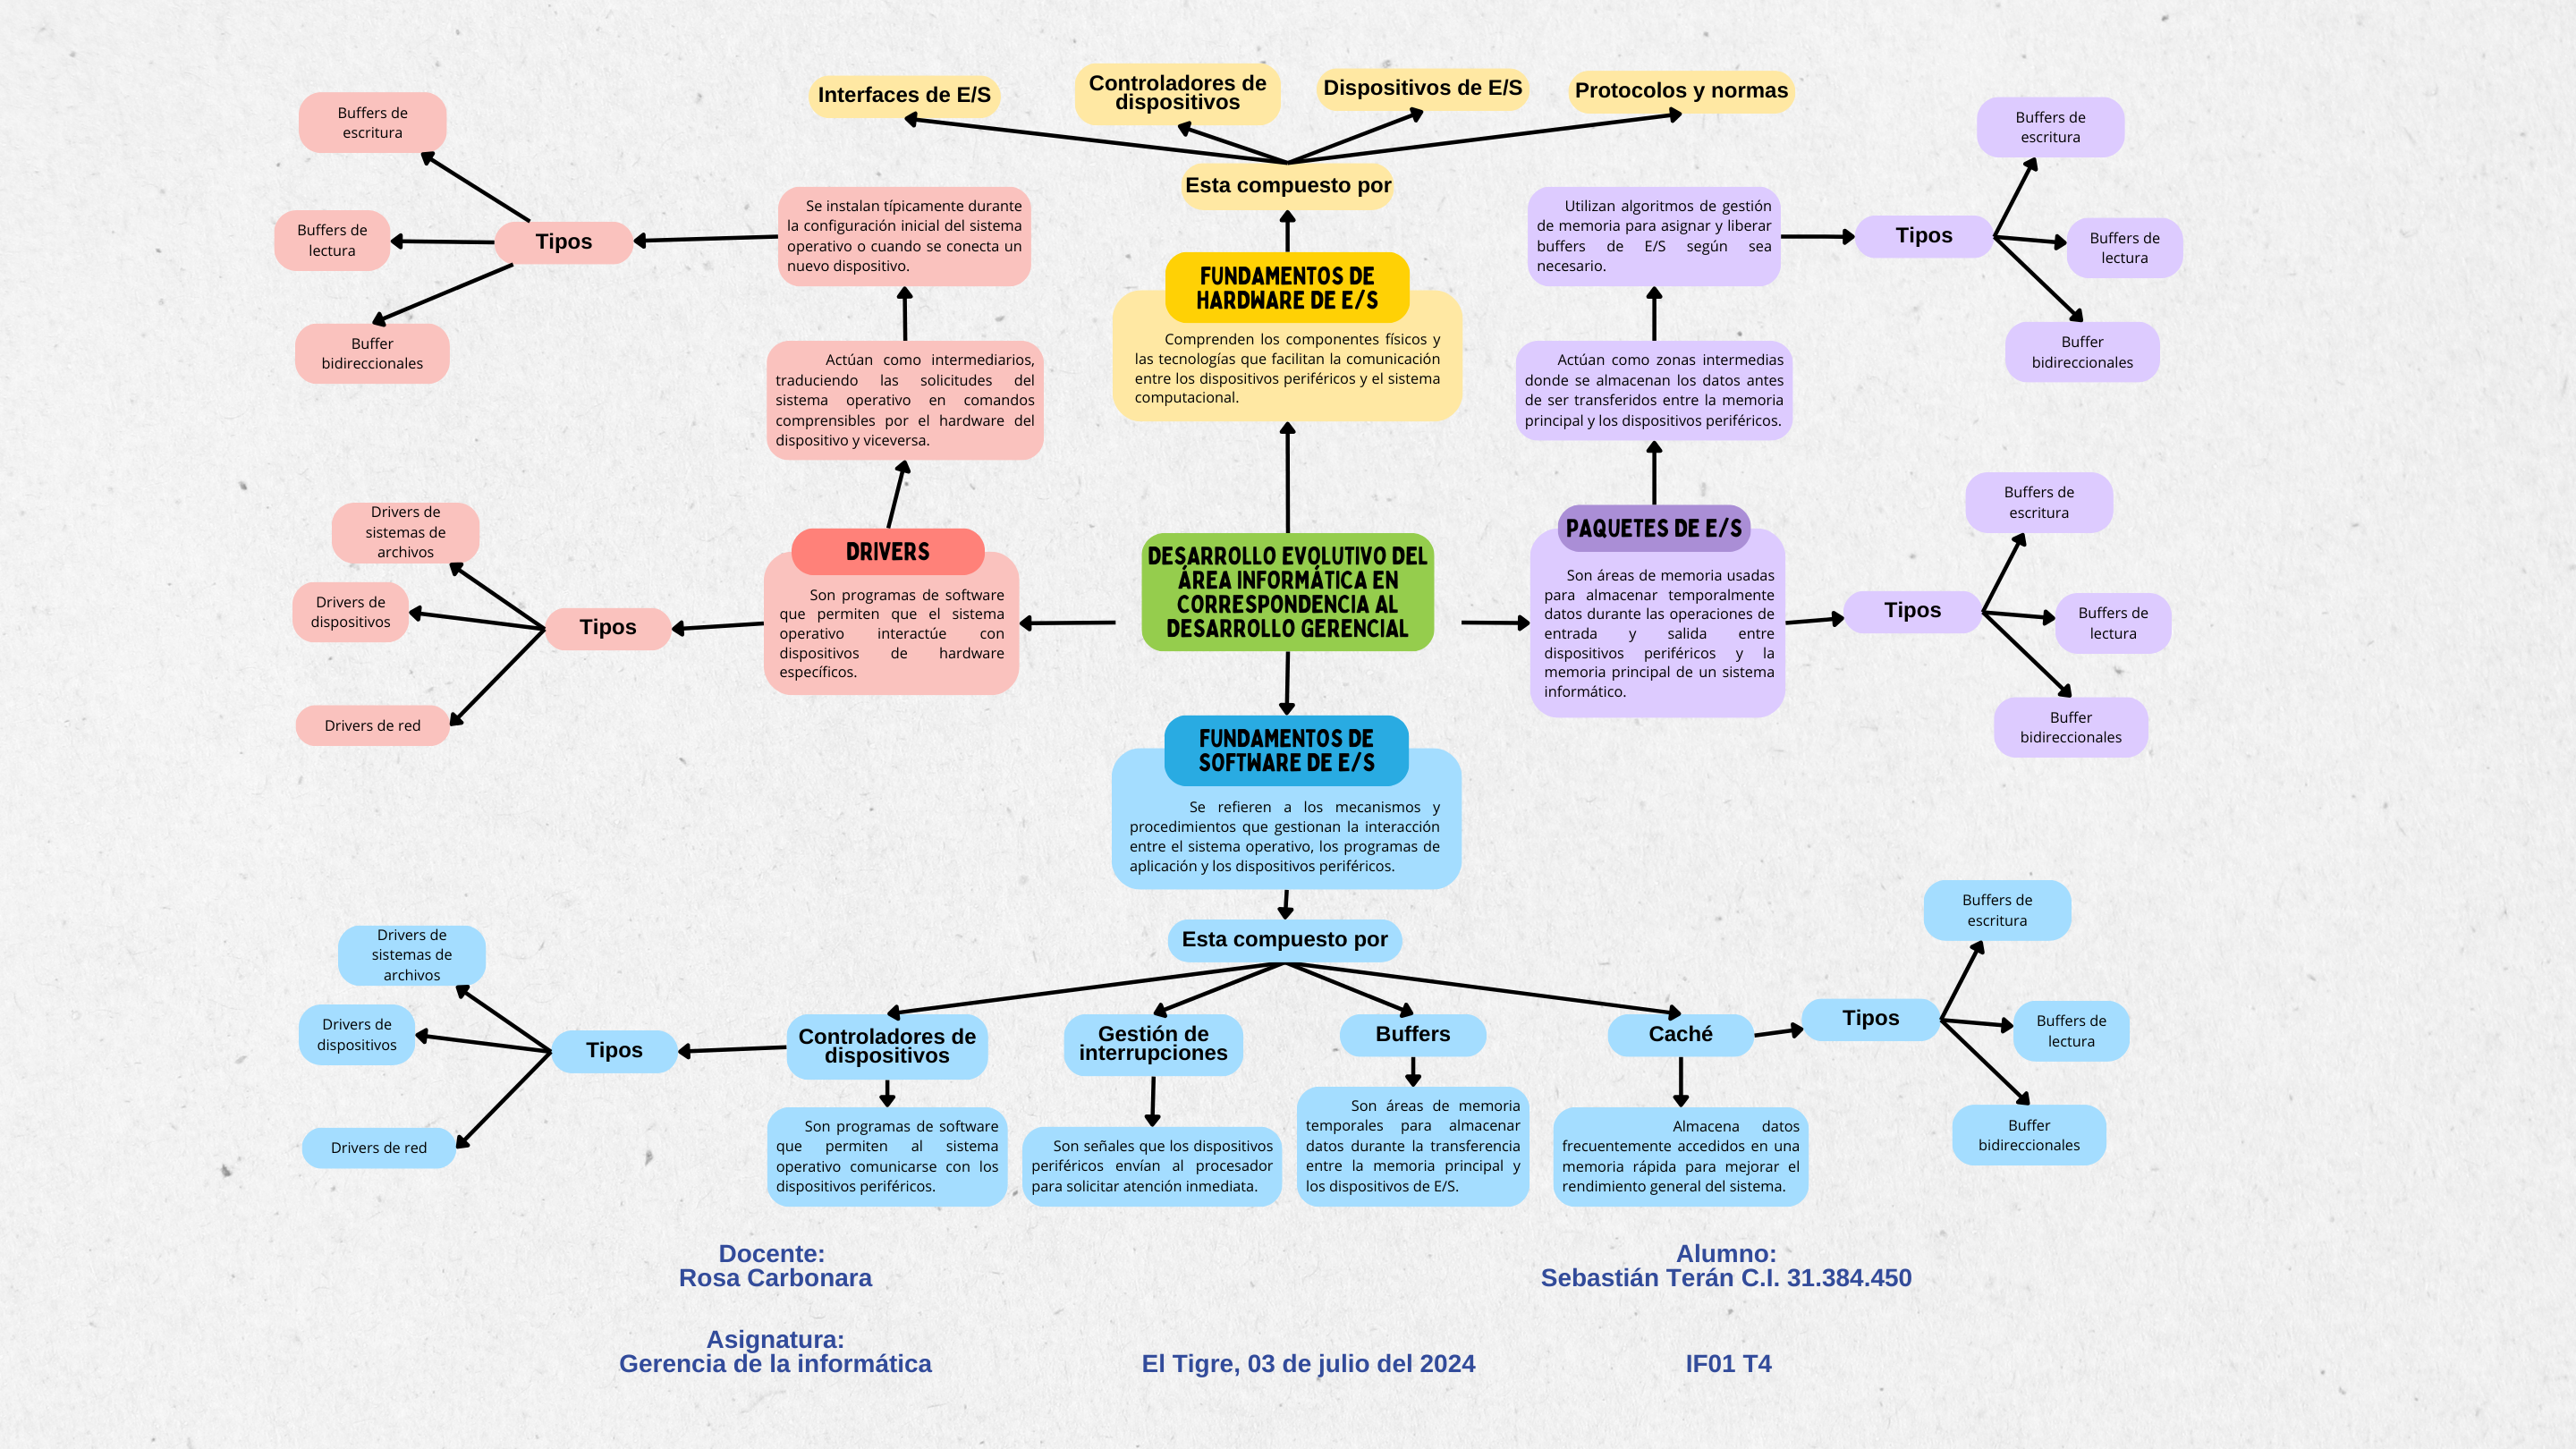 Interfaces de E/S
Controladores de
dispositivos
Dispositivos de E/S
Protocolos y normas
Esta compuesto por
FUNDAMENTOS DE
HARDWARE DE E/S
Comprenden los componentes físicos y
las tecnologías que facilitan la comunicación
entre los dispositivos periféricos y el sistema
computacional.
Buffers de
escritura
Buffers de
lectura
Buffer
bidireccionales
Tipos
Se instalan típicamente durante
la configuración inicial del sistema
operativo o cuando se conecta un
nuevo dispositivo.
Actúan como intermediarios,
traduciendo las solicitudes del
sistema operativo en comandos
comprensibles por el hardware del
dispositivo y viceversa.
Utilizan algoritmos de gestión
de memoria para asignar y liberar
buffers de E/S según sea
necesario.
Tipos
Buffers de
escritura
Buffers de
lectura
Buffer
bidireccionales
Actúan como zonas intermedias
donde se almacenan los datos antes
de ser transferidos entre la memoria
principal y los dispositivos periféricos.
Drivers de
sistemas de
archivos
Drivers de
dispositivos
Drivers de red
Tipos
DRIVERS
Son programas de software
que permiten que el sistema
operativo interactúe con
dispositivos de hardware
específicos.
DESARROLLO EVOLUTIVO DEL
ÁREA INFORMÁTICA EN
CORRESPONDENCIA AL
DESARROLLO GERENCIAL
PAQUETES DE E/S
Son áreas de memoria usadas
para almacenar temporalmente
datos durante las operaciones de
entrada y salida entre
dispositivos periféricos y la
memoria principal de un sistema
informático.
Tipos
Buffers de
escritura
Buffers de
lectura
Buffer
bidireccionales
FUNDAMENTOS DE
SOFTWARE DE E/S
Se refieren a los mecanismos y
procedimientos que gestionan la interacción
entre el sistema operativo, los programas de
aplicación y los dispositivos periféricos.
Esta compuesto por
Drivers de
sistemas de
archivos
Drivers de
dispositivos
Drivers de red
Tipos
Controladores de
dispositivos
Son programas de software
que permiten al sistema
operativo comunicarse con los
dispositivos periféricos.
Gestión de
interrupciones
Son señales que los dispositivos
periféricos envían al procesador
para solicitar atención inmediata.
Buffers
Son áreas de memoria
temporales para almacenar
datos durante la transferencia
entre la memoria principal y
los dispositivos de E/S.
Caché
Almacena datos
frecuentemente accedidos en una
memoria rápida para mejorar el
rendimiento general del sistema.
Tipos
Buffers de
escritura
Buffers de
lectura
Buffer
bidireccionales
Docente:
Rosa Carbonara
Alumno:
Sebastián Terán C.I. 31.384.450
Asignatura:
Gerencia de la informática
El Tigre, 03 de julio del 2024
IF01 T4